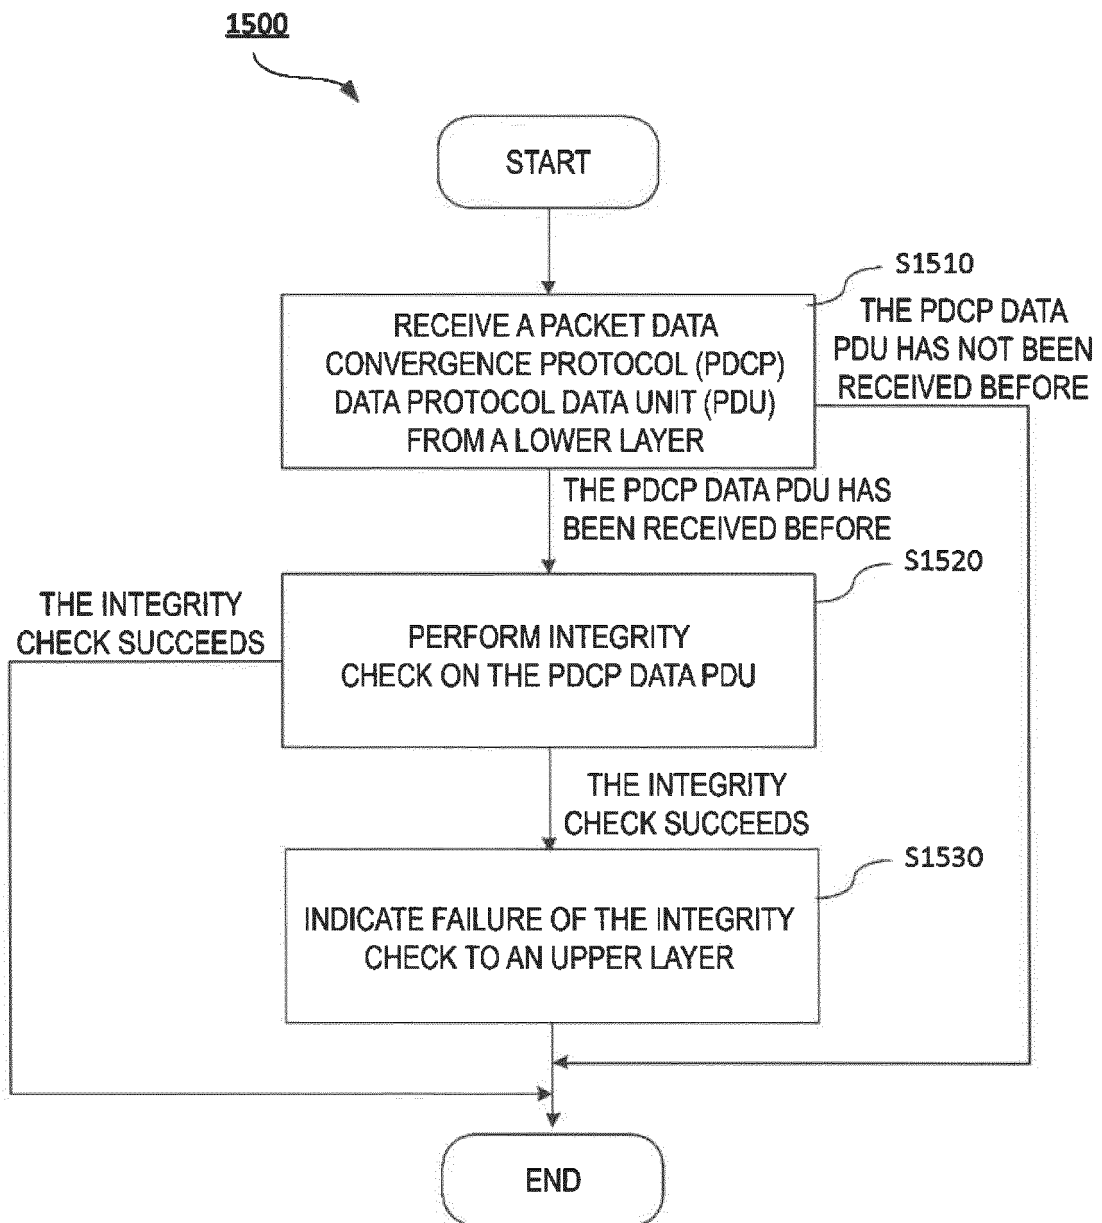 1500
START
S1510
RECEIVE A PACKET DATA
CONVERGENCE PROTOCOL (PDCP)
DATA PROTOCOL DATA UNIT (PDU)
FROM A LOWER LAYER
THE PDCP DATA
PDU HAS NOT BEEN
RECEIVED BEFORE
THE PDCP DATA PDU HAS
BEEN RECEIVED BEFORE
S1520
THE INTEGRITY
CHECK SUCCEEDS
PERFORM INTEGRITY
CHECK ON THE PDCP DATA PDU
THE INTEGRITY
CHECK SUCCEEDS
S1530
INDICATE FAILURE OF THE INTEGRITY
CHECK TO AN UPPER LAYER
END